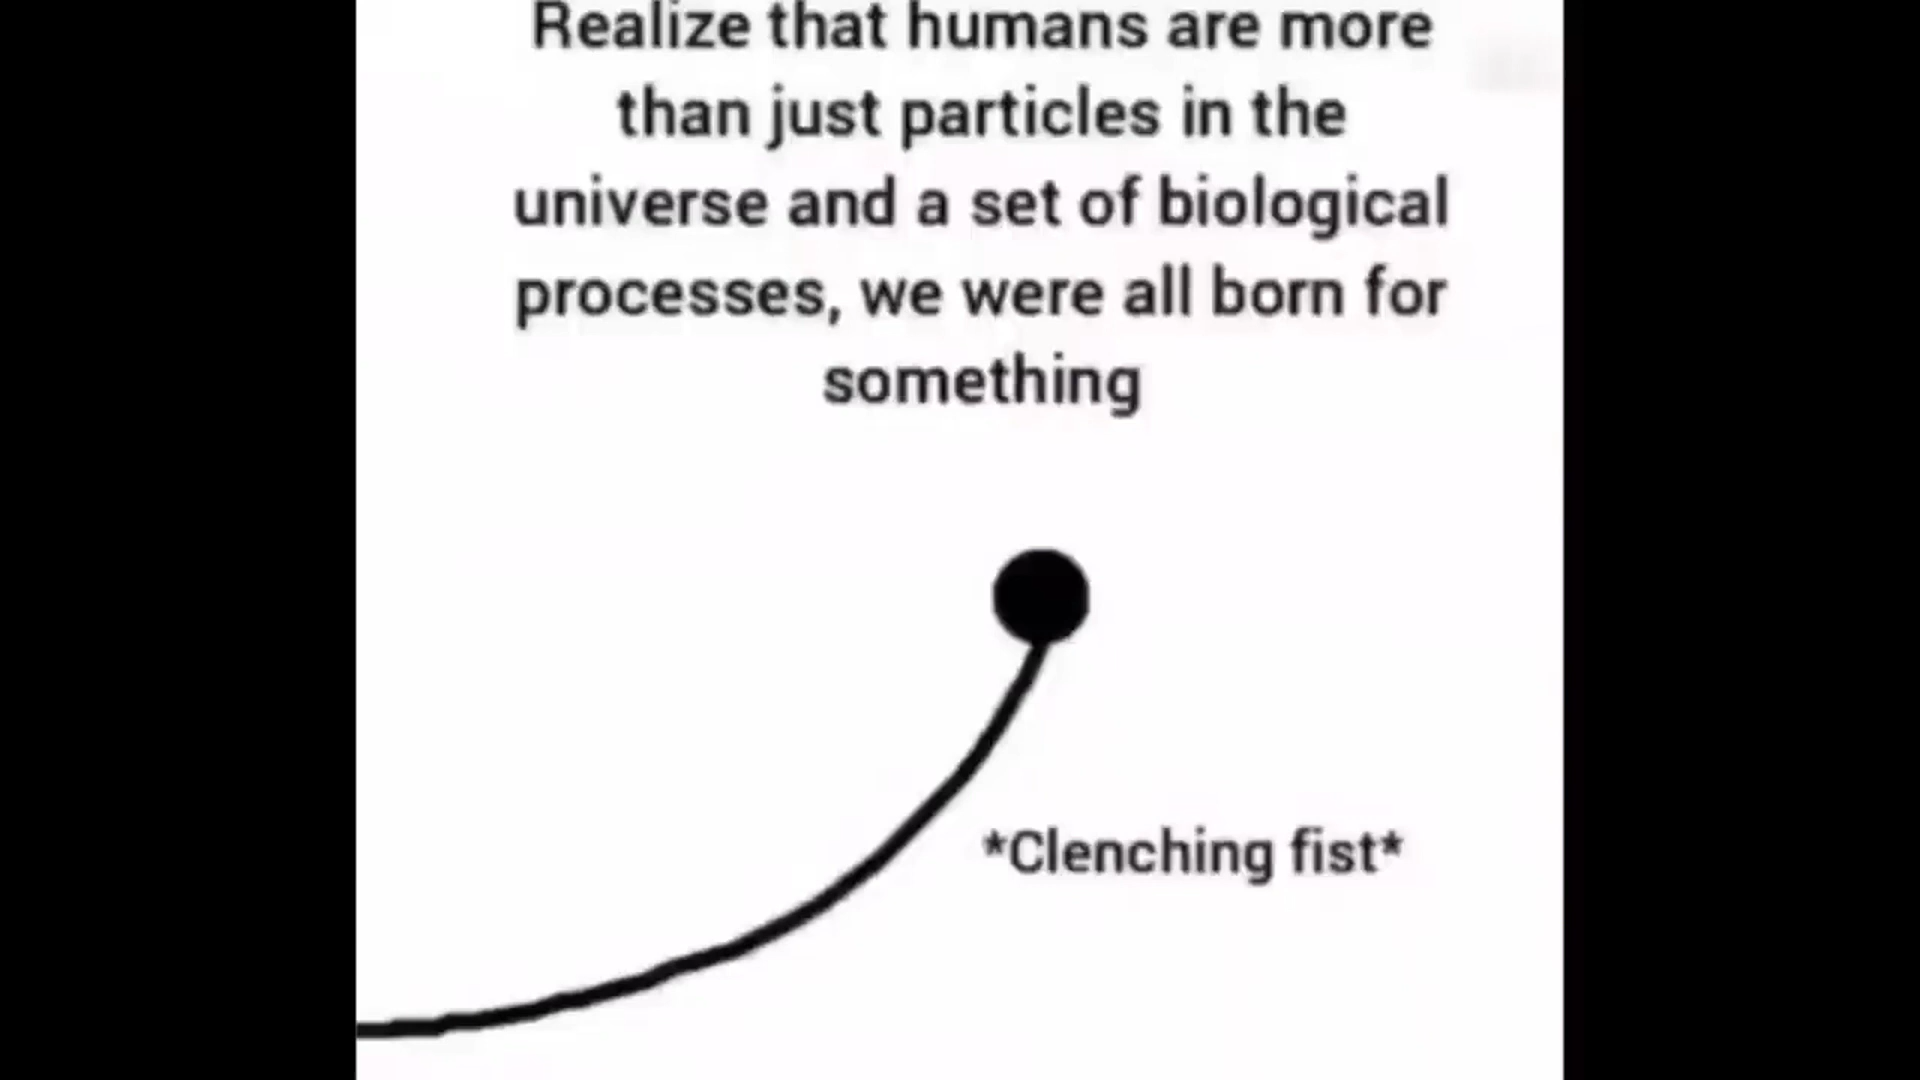 Realize that humans are more
than just particles in the
universe and a set of biological
processes, we were all born for
something
*Clenching fist*